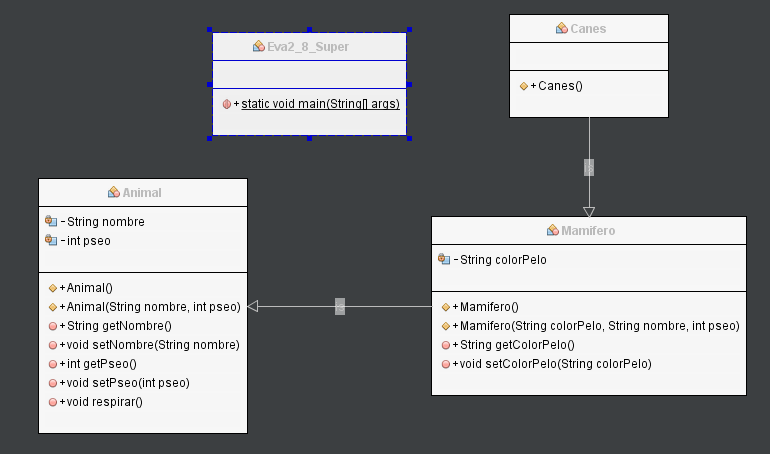 Eva2_8_Super
+static void main(String[] args)
Canes
+Canes()
is
Animal
-String nombre
-int pseo
+Animal()
+Animal(String nombre, int pseo)
+String getNombre()
+void setNombre(String nombre)
+int getPseo()
+void setPseo(int pseo)
+void respirar()
is
Mamifero
-String colorPelo
+Mamifero()
+Mamifero(String colorPelo, String nombre, int pseo)
+String getColorPelo()
+void setColorPelo(String colorPelo)